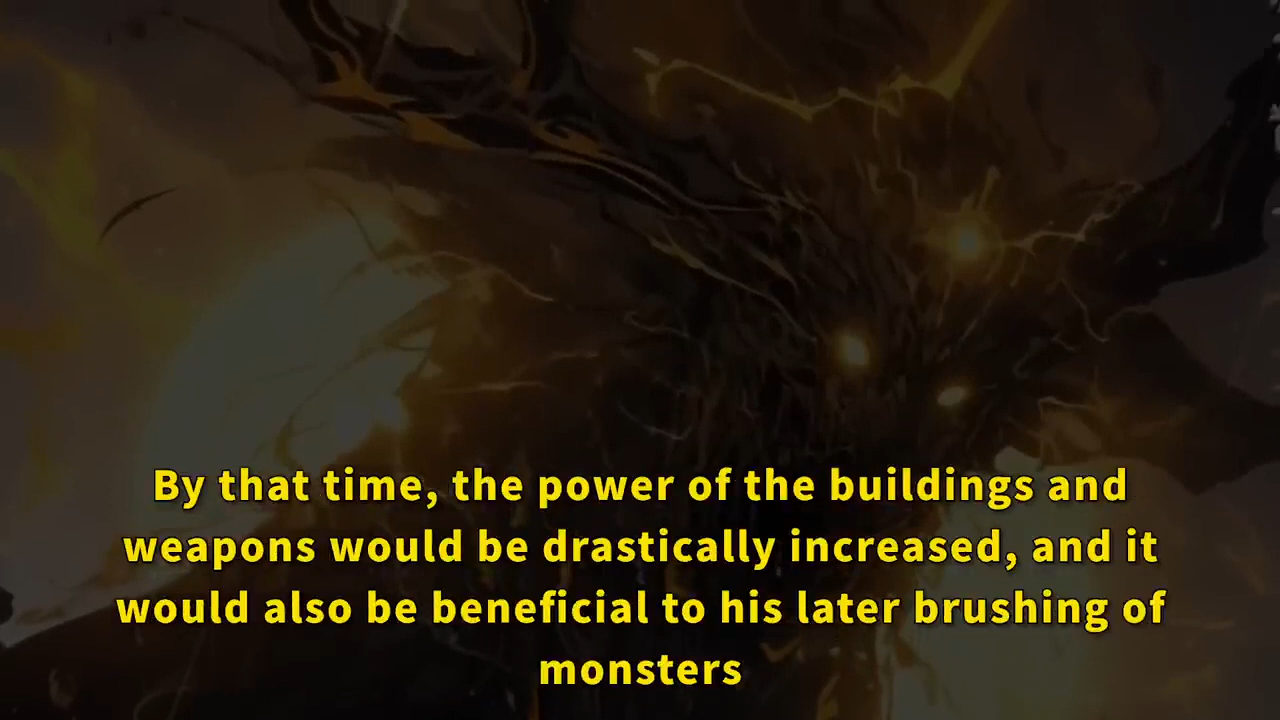 By that time, the power of the buildings and
weapons would be drastically increased, and it
would also be beneficial to his later brushing of
monsters